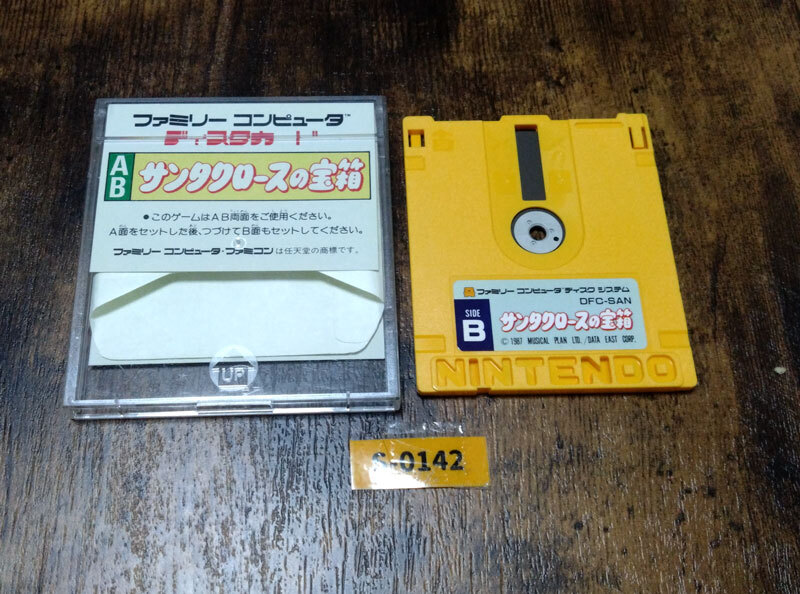 ファミリー コンピュータ™
ディスクカード
A
B
サンタクロースの宝箱
●このゲームはAB両面をご使用ください。
A面をセットした後、つづけてB面もセットしてください。
ファミリー コンピュータ・ファミコンは任天堂の商標です。
UP
ファミリー コンピュータ™ディスク システム
DFC-SAN
SIDE
B
サンタクロースの宝箱
© 1987 MUSICAL PLAN LTD./DATA EAST CORP.
NINTENDO
0142